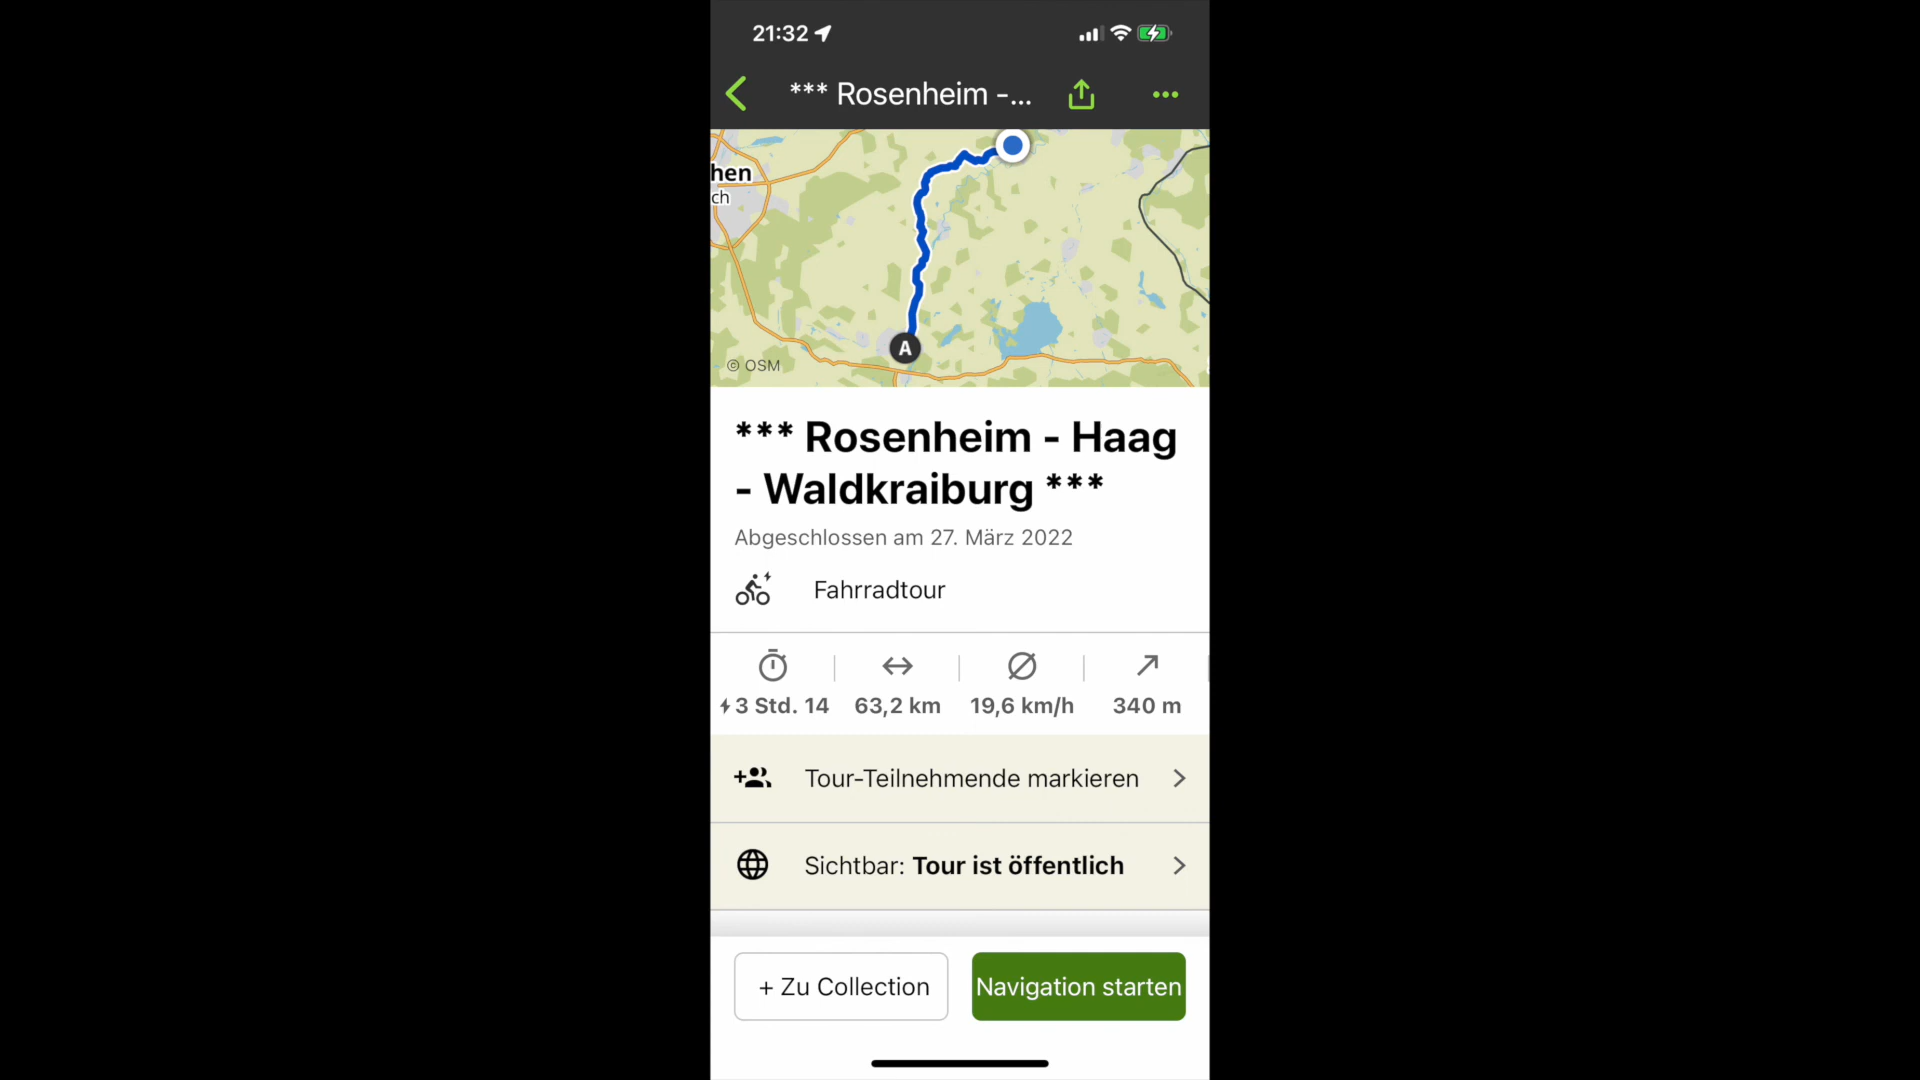 21:32
*** Rosenheim -...
hen
ch
A
© OSM
*** Rosenheim - Haag
- Waldkraiburg ***
Abgeschlossen am 27. März 2022
Fahrradtour
3 Std. 14 63,2 km 19,6 km/h 340 m
Tour-Teilnehmende markieren
Sichtbar: Tour ist öffentlich
+ Zu Collection Navigation starten